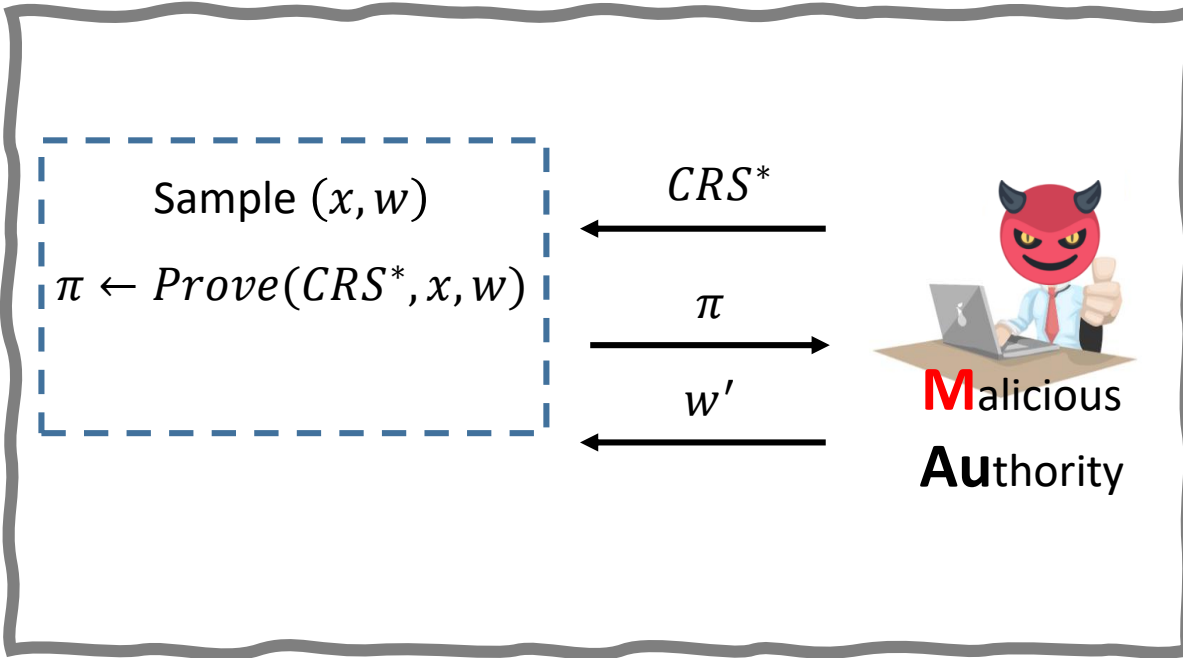 Sample (x, w)
π ← Prove(CRS*, x, w)
CRS*
π
w′
Malicious
Authority